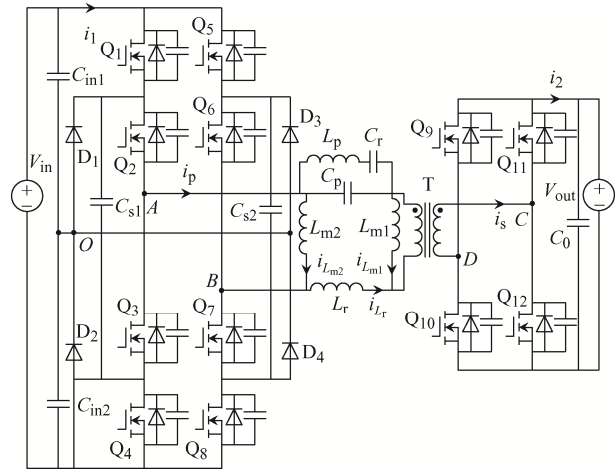 i1
Q1
Q5
Cin1
Q6
D3
D1
Q2
Lp
Cr
Cp
Vin
ip
A
Cs1
Cs2
Lm2
Lm1
T
O
iLm2
iLm1
B
Lr
iLr
Q3
Q7
D2
D4
Cin2
Q4
Q8
i2
Q9
Q11
Vout
is
C
C0
D
Q10
Q12